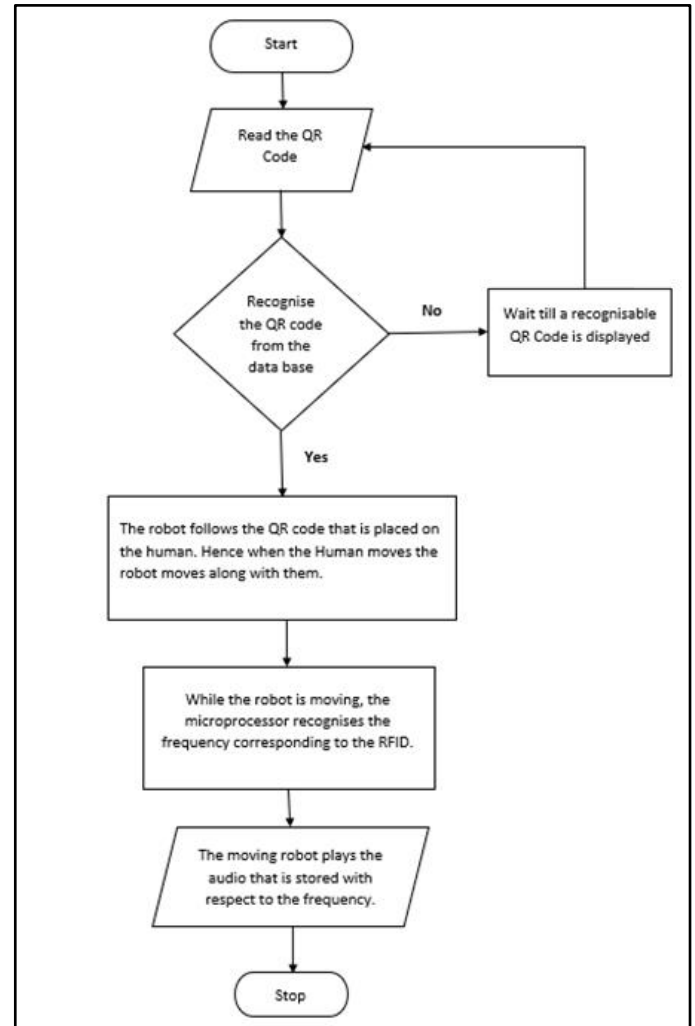 Start
Read the QR
Code
Recognise
the QR code
from the
data base
No
Wait till a recognisable
QR Code is displayed
Yes
The robot follows the QR code that is placed on
the human. Hence when the Human moves the
robot moves along with them.
While the robot is moving, the
microprocessor recognises the
frequency corresponding to the RFID.
The moving robot plays the
audio that is stored with
respect to the frequency.
Stop